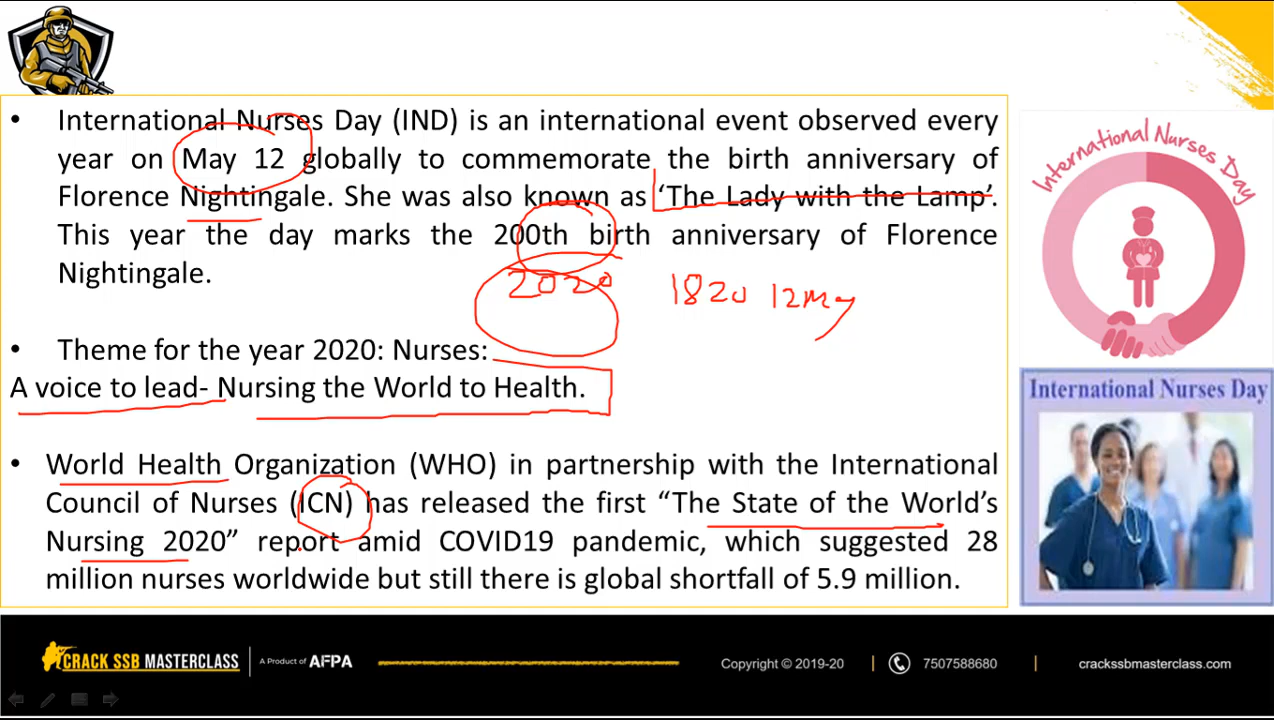 • International Nurses Day (IND) is an international event observed every
year on May 12 globally to commemorate the birth anniversary of
Florence Nightingale. She was also known as ‘The Lady with the Lamp’.
This year the day marks the 200th birth anniversary of Florence
Nightingale.
2020 1820 12May
• Theme for the year 2020: Nurses:
A voice to lead- Nursing the World to Health.
• World Health Organization (WHO) in partnership with the International
Council of Nurses (ICN) has released the first “The State of the World’s
Nursing 2020” report amid COVID19 pandemic, which suggested 28
million nurses worldwide but still there is global shortfall of 5.9 million.
International Nurses Day
International Nurses Day
CRACK SSB MASTERCLASS
A Product of AFPA
Copyright © 2019-20
7507588680
crackssbmasterclass.com